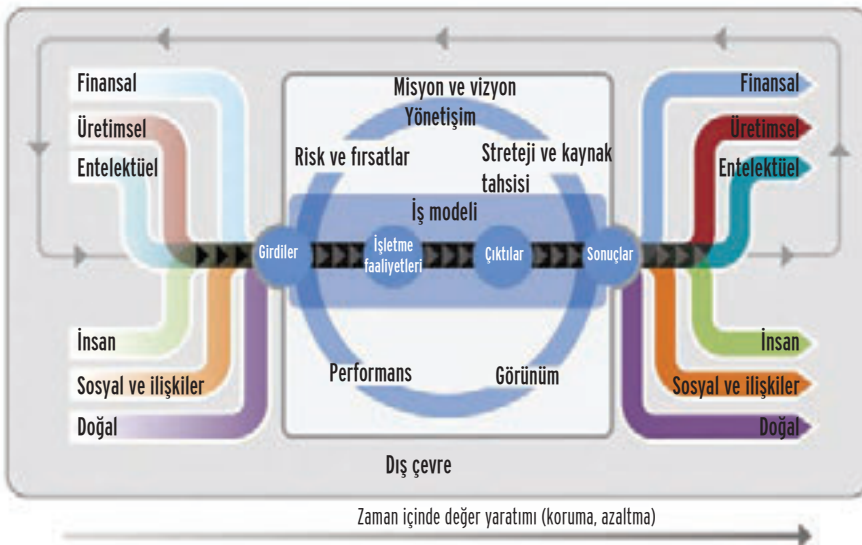 Finansal
Üretimsel
Entelektüel
Misyon ve vizyon
Yönetişim
Risk ve fırsatlar
Streteji ve kaynak
tahsisi
İş modeli
Girdiler
İşletme
faaliyetleri
Çıktılar
Sonuçlar
Finansal
Üretimsel
Entelektüel
İnsan
Sosyal ve ilişkiler
Doğal
Performans
Görünüm
İnsan
Sosyal ve ilişkiler
Doğal
Dış çevre
Zaman içinde değer yaratımı (koruma, azaltma)